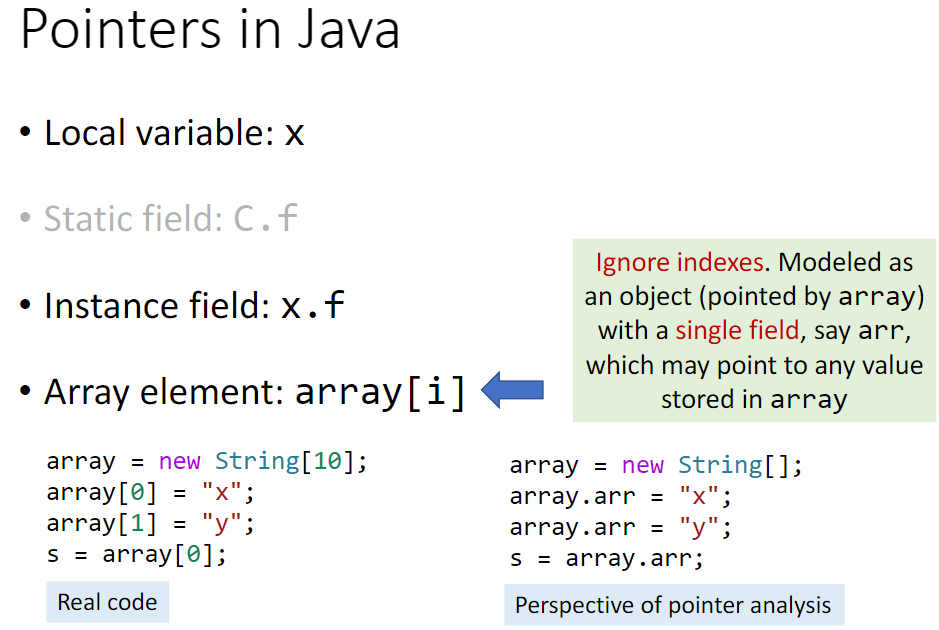 Pointers in Java
• Local variable: x
• Static field: C.f
• Instance field: x.f
• Array element: array[i]
Ignore indexes. Modeled as
an object (pointed by array)
with a single field, say arr,
which may point to any value
stored in array
array = new String[10];
array[0] = "x";
array[1] = "y";
s = array[0];
Real code
array = new String[];
array.arr = "x";
array.arr = "y";
s = array.arr;
Perspective of pointer analysis